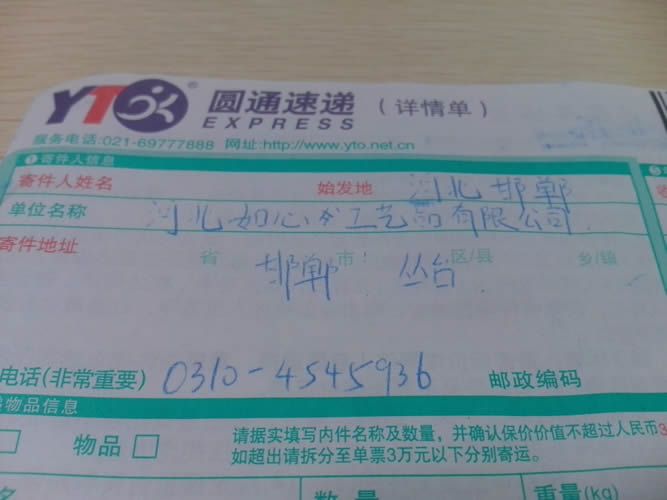 YTO 圆通速递 (详情单)
EXPRESS
服务电话:021-69777888 网址:http://www.yto.net.cn
1 寄件人信息
寄件人姓名 始发地 河北邯郸
单位名称 河北如心 工艺品有限公司
寄件地址 省 邯郸 市 丛台 区/县 乡/镇
电话(非常重要) 0310-4545936 邮政编码
物品信息
物品 请据实填写内件名称及数量，并确认保价价值不超过人民币3
如超出请拆分至单票3万元以下分别寄运。
数量 重量(kg)